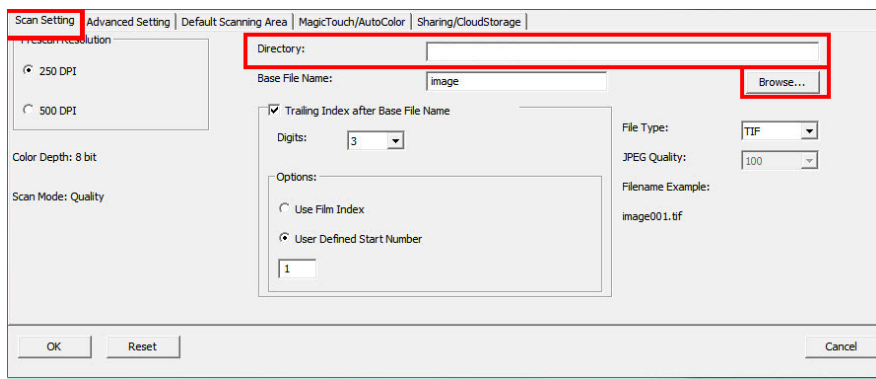 Scan Setting
Advanced Setting
Default Scanning Area
MagicTouch/AutoColor
Sharing/CloudStorage
Prescan Resolution
250 DPI
500 DPI
Color Depth: 8 bit
Scan Mode: Quality
Directory:
Base File Name:
image
Browse...
Trailing Index after Base File Name
Digits:
3
Options:
Use Film Index
User Defined Start Number
1
File Type:
TIF
JPEG Quality:
100
Filename Example:
image001.tif
OK
Reset
Cancel